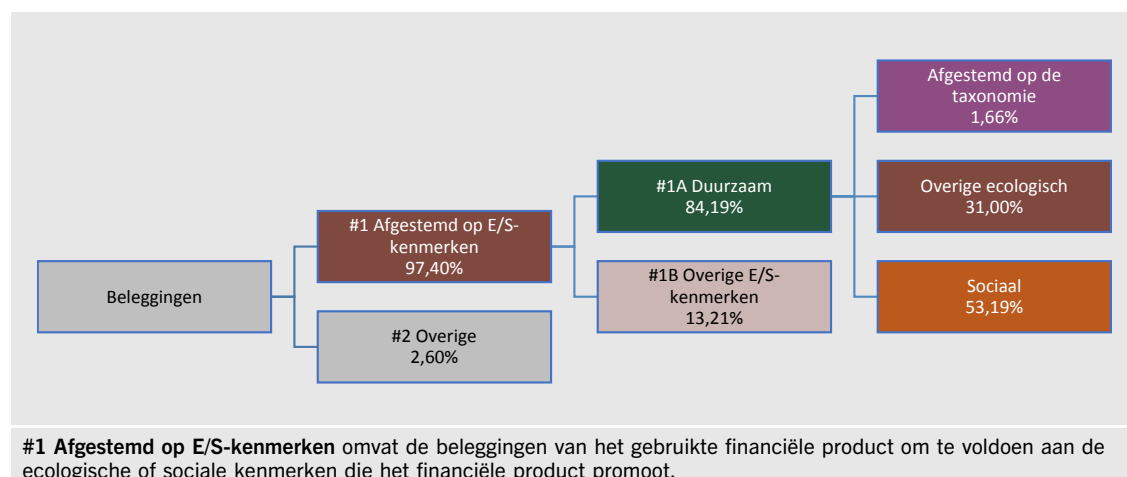 Beleggingen
#1 Afgestemd op E/S-
kenmerken
97,40%
#2 Overige
2,60%
#1A Duurzaam
84,19%
#1B Overige E/S-
kenmerken
13,21%
Afgestemd op de
taxonomie
1,66%
Overige ecologisch
31,00%
Sociaal
53,19%
#1 Afgestemd op E/S-kenmerken omvat de beleggingen van het gebruikte financiële product om te voldoen aan de
ecologische of sociale kenmerken die het financiële product promoot.